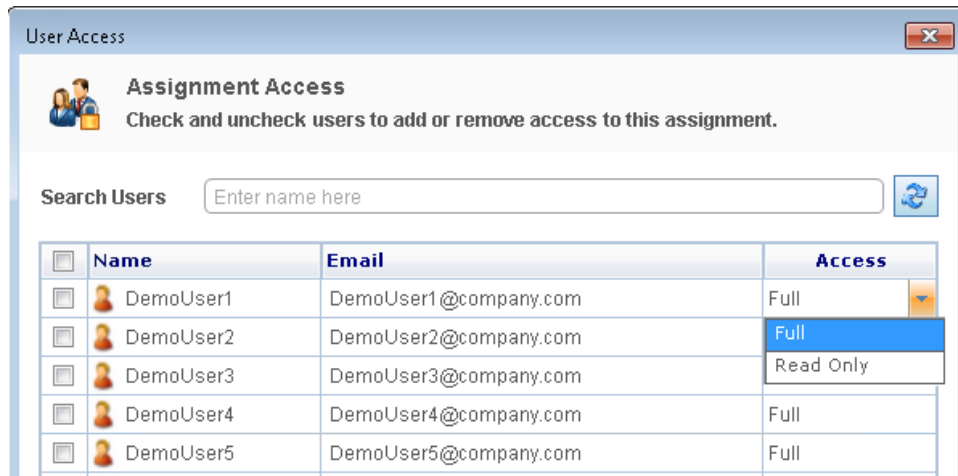 User Access
Assignment Access
Check and uncheck users to add or remove access to this assignment.
Search Users Enter name here
Name Email Access
DemoUser1 DemoUser1@company.com Full
DemoUser2 DemoUser2@company.com Full
DemoUser3 DemoUser3@company.com Read Only
DemoUser4 DemoUser4@company.com Full
DemoUser5 DemoUser5@company.com Full